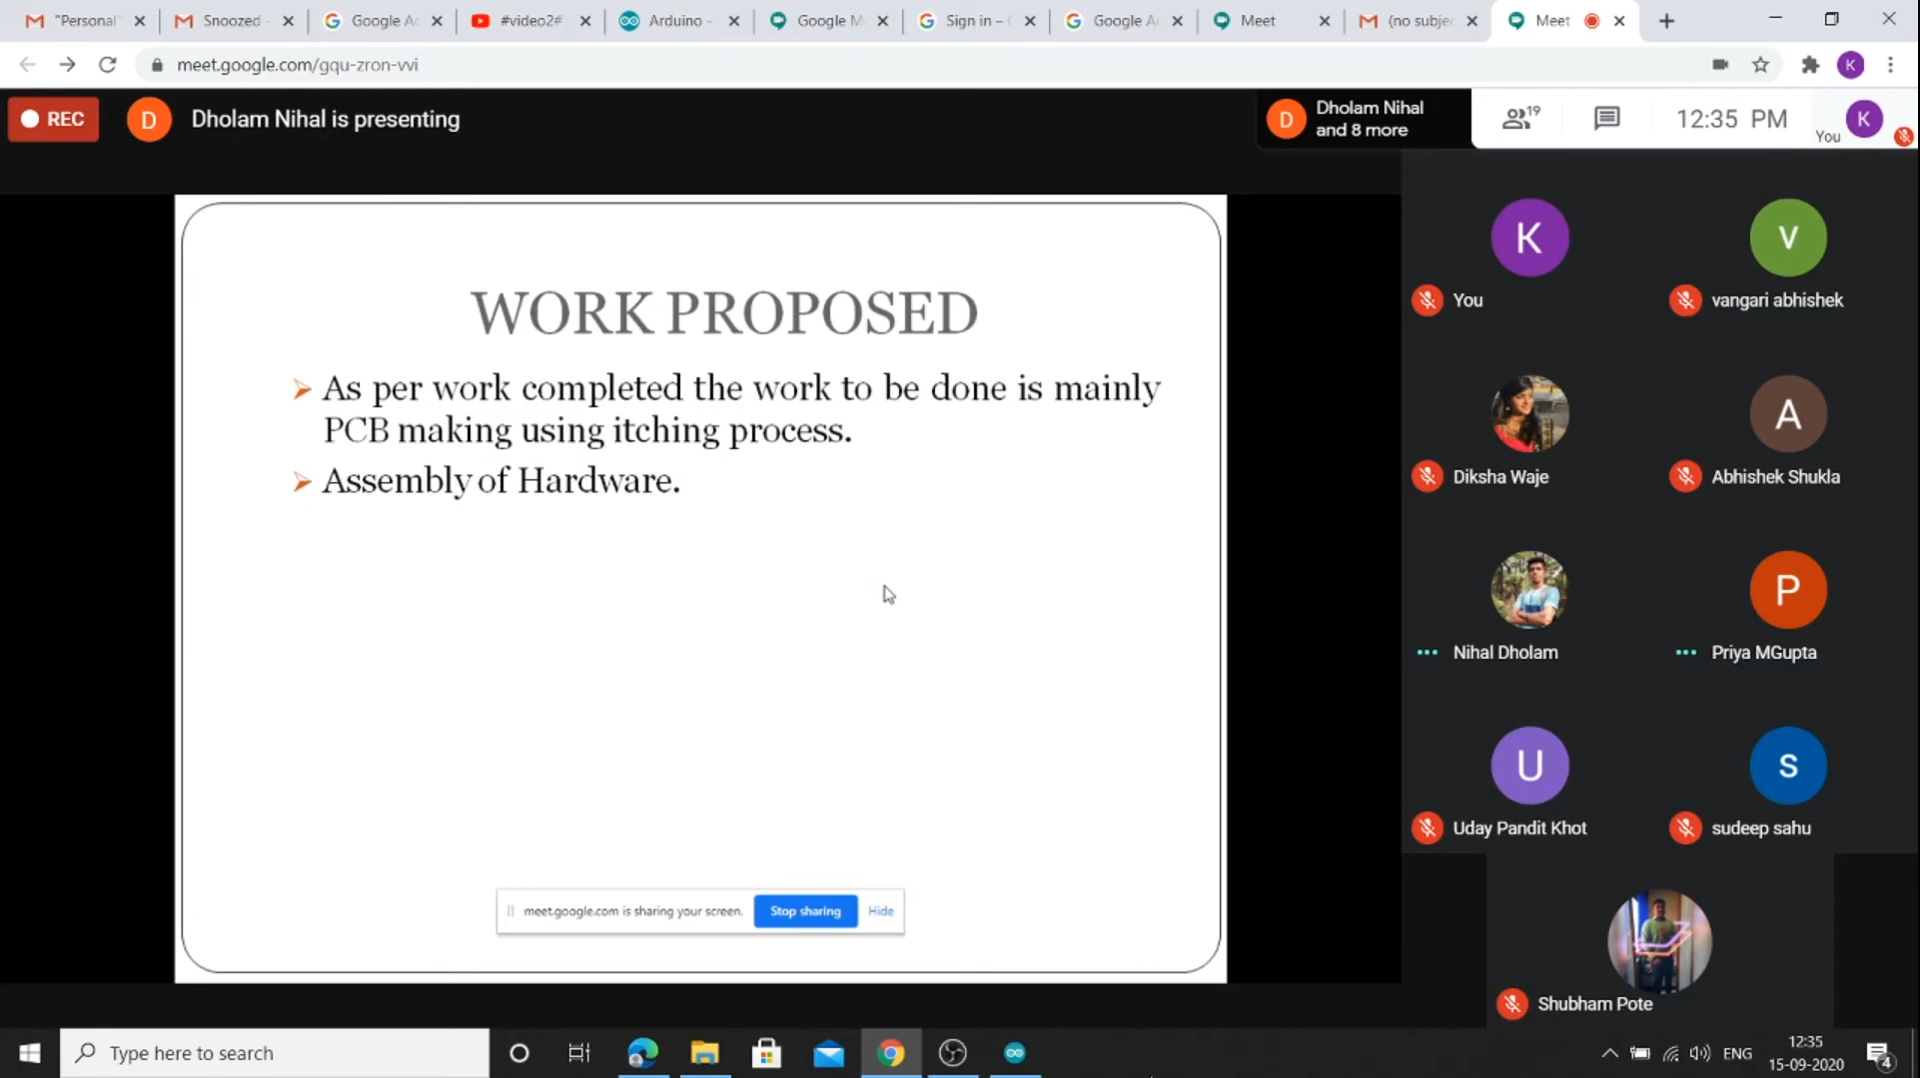 "Personal"
Snoozed -
Google Ac
#video2#
Arduino -
Google M
Sign in – G
Google Ac
Meet
(no subje
Meet
meet.google.com/gqu-zron-vvi
K
REC
D
Dholam Nihal is presenting
D
Dholam Nihal
and 8 more
19
12:35 PM
You
K
WORK PROPOSED
As per work completed the work to be done is mainly
PCB making using itching process.
Assembly of Hardware.
meet.google.com is sharing your screen.
Stop sharing
Hide
K
You
V
vangari abhishek
Diksha Waje
A
Abhishek Shukla
Nihal Dholam
P
Priya MGupta
U
Uday Pandit Khot
S
sudeep sahu
Shubham Pote
Type here to search
ENG
12:35
15-09-2020
4